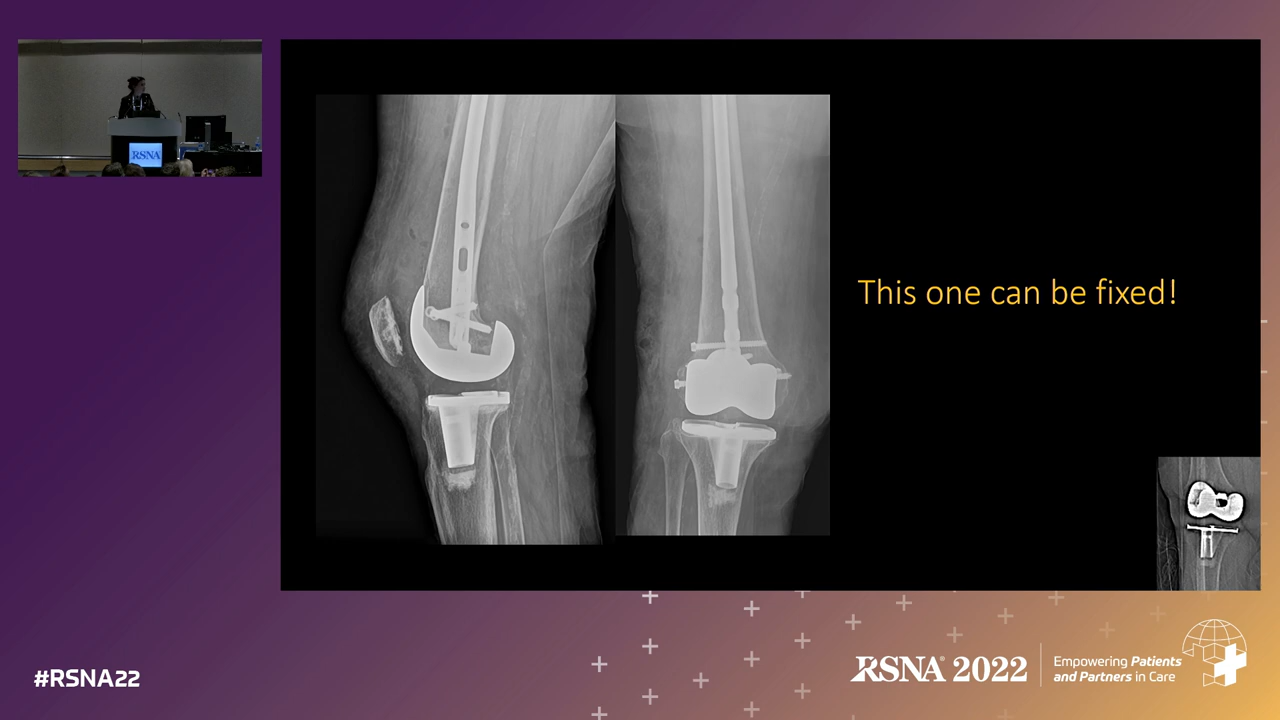 RSNA
This one can be fixed!
#RSNA22
RSNA® 2022
Empowering Patients
and Partners in Care